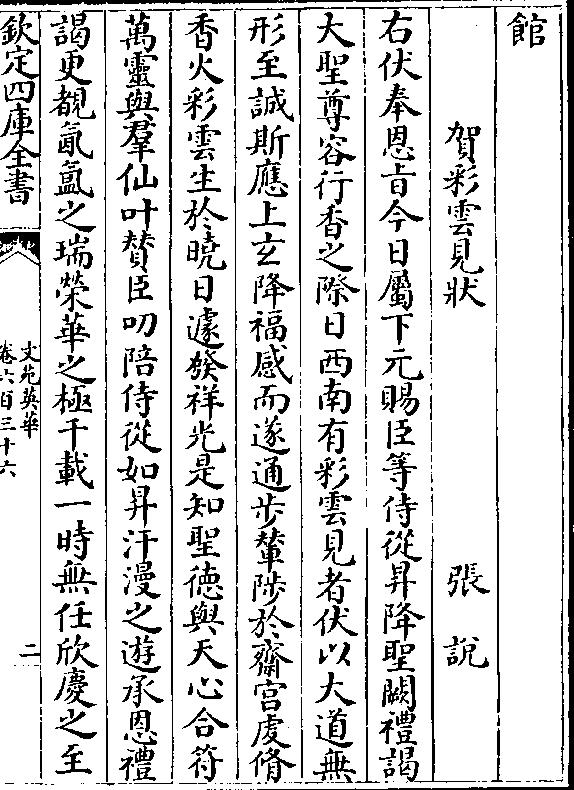 館
賀彩雲見狀　張說
右伏奉恩旨今日屬下元賜臣等侍從昇降聖闕禮謁
大聖尊容行香之際日西南有彩雲見者伏以大道無
形至誠斯應上玄降福感而遂通步輦陟於齋宮虔脩
香火彩雲生於曉日遽發祥光是知聖德與天心合符
萬靈與羣仙叶贊臣叨陪侍從如昇汗漫之遊承恩禮
謁更覩氤氲之瑞榮華之極千載一時無任欣慶之至
欽定四庫全書
文苑英華
卷六百三十六
二